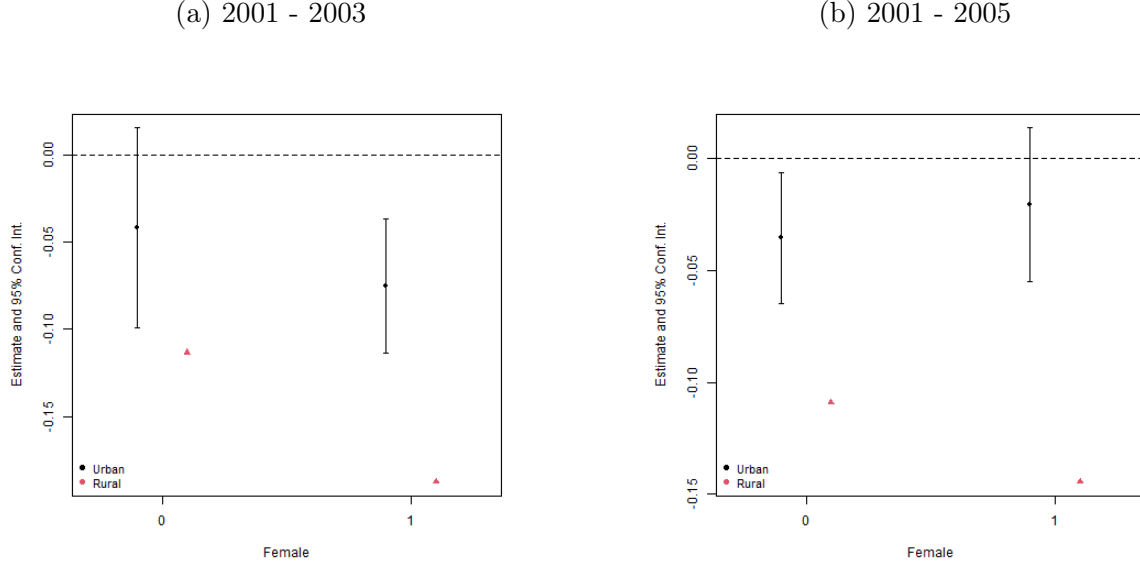 (a) 2001 - 2003
0.00
-0.05
-0.10
-0.15
Estimate and 95% Conf. Int.
Urban
Rural
0
1
Female
(b) 2001 - 2005
0.00
-0.05
-0.10
-0.15
Estimate and 95% Conf. Int.
Urban
Rural
0
1
Female